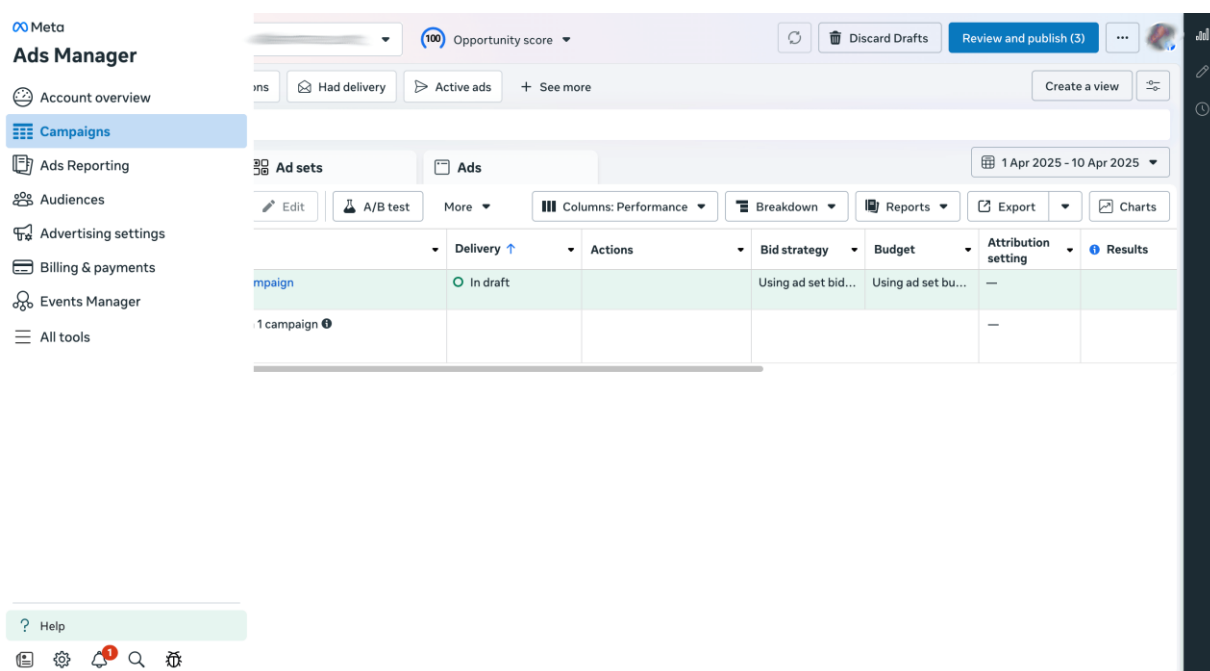 Meta
Ads Manager
Account overview
Campaigns
Ads Reporting
Audiences
Advertising settings
Billing & payments
Events Manager
All tools
Help
1
100 Opportunity score
Discard Drafts
Review and publish (3)
ons
Had delivery
Active ads
+ See more
Create a view
Ad sets
Ads
1 Apr 2025 - 10 Apr 2025
Edit
A/B test
More
Columns: Performance
Breakdown
Reports
Export
Charts
Delivery ↑
Actions
Bid strategy
Budget
Attribution
setting
Results
mpaign
In draft
Using ad set bid...
Using ad set bu...
—
1 campaign
—